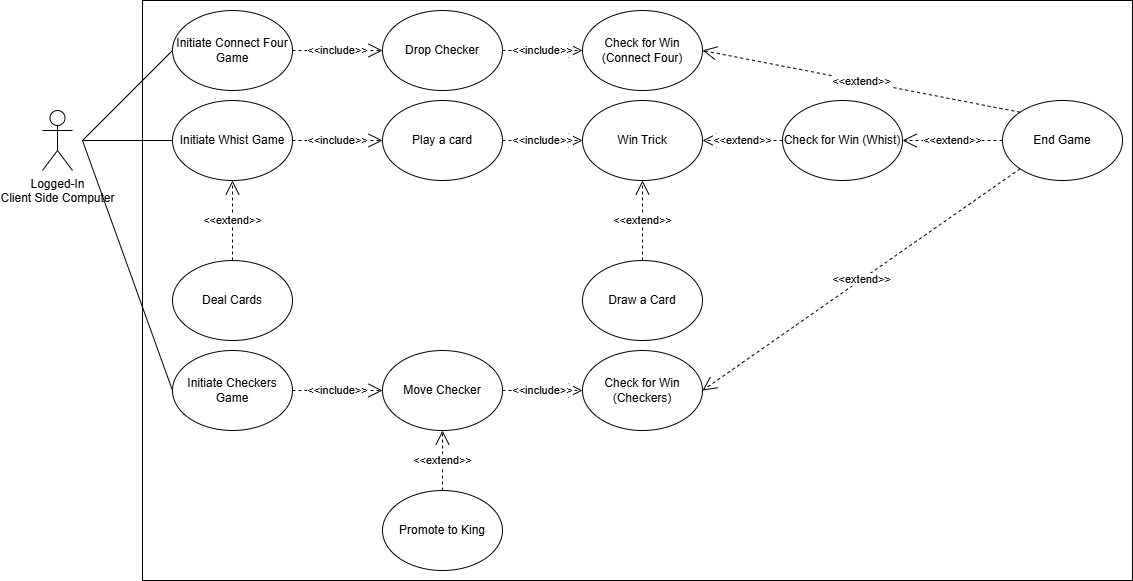 Initiate Connect Four
Game
<<include>>
Drop Checker
<<include>>
Check for Win
(Connect Four)
<<extend>>
Logged-In
Client Side Computer
Initiate Whist Game
<<include>>
Play a card
<<include>>
Win Trick
<<extend>>
Check for Win (Whist)
<<extend>>
End Game
<<extend>>
<<extend>>
Deal Cards
Draw a Card
<<extend>>
Initiate Checkers
Game
<<include>>
Move Checker
<<include>>
Check for Win
(Checkers)
<<extend>>
Promote to King